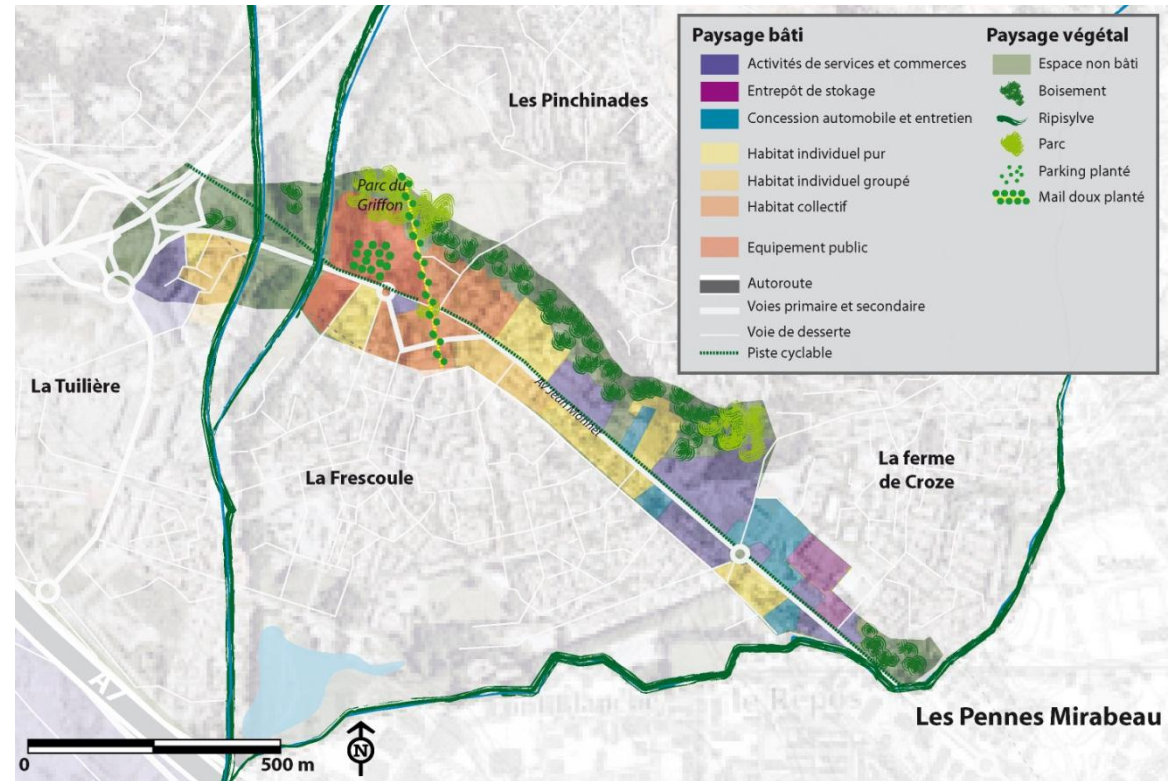 Paysage bâti
Activités de services et commerces
Entrepôt de stokage
Concession automobile et entretien
Habitat individuel pur
Habitat individuel groupé
Habitat collectif
Equipement public
Autoroute
Voies primaire et secondaire
Voie de desserte
Piste cyclable
Paysage végétal
Espace non bâti
Boisement
Ripisylve
Parc
Parking planté
Mail doux planté
Les Pinchinades
Parc du
Griffon
La Tuilière
La Frescoule
Av Jean Monnet
La ferme
de Croze
Les Pennes Mirabeau
A7
0
500 m
N